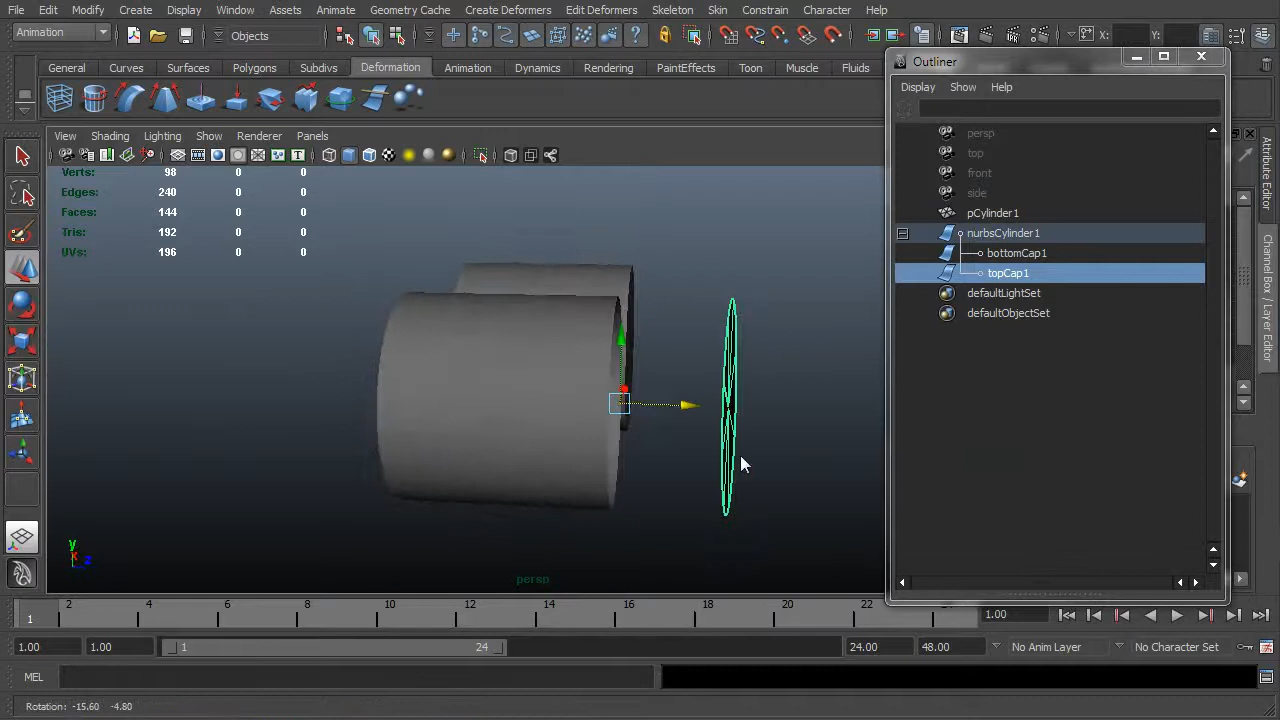 File Edit Modify Create Display Window Assets Animate Geometry Cache Create Deformers Edit Deformers Skeleton Skin Constrain Character Help
Animation Objects X: Y:
General Curves Surfaces Subdivs Polygons Deformation Animation Dynamics Rendering PaintEffects Toon Muscle Fluids
Outliner
Display Show Help
View Shading Lighting Show Renderer Panels
Verts: 98 0 0
Edges: 240 0 0
Faces: 144 0 0
Tris: 192 0 0
UVs: 196 0 0
persp
top
front
side
pCylinder1
nurbsCylinder1
bottomCap1
topCap1
defaultLightSet
defaultObjectSet
Attribute Editor
Channel Box / Layer Editor
y
x
z
persp
1 2 4 6 8 10 12 14 16 18 20 22 24 1.00
1.00 1.00 1 24 24.00 48.00 No Anim Layer No Character Set
MEL
Rotation: -15.60 -4.80